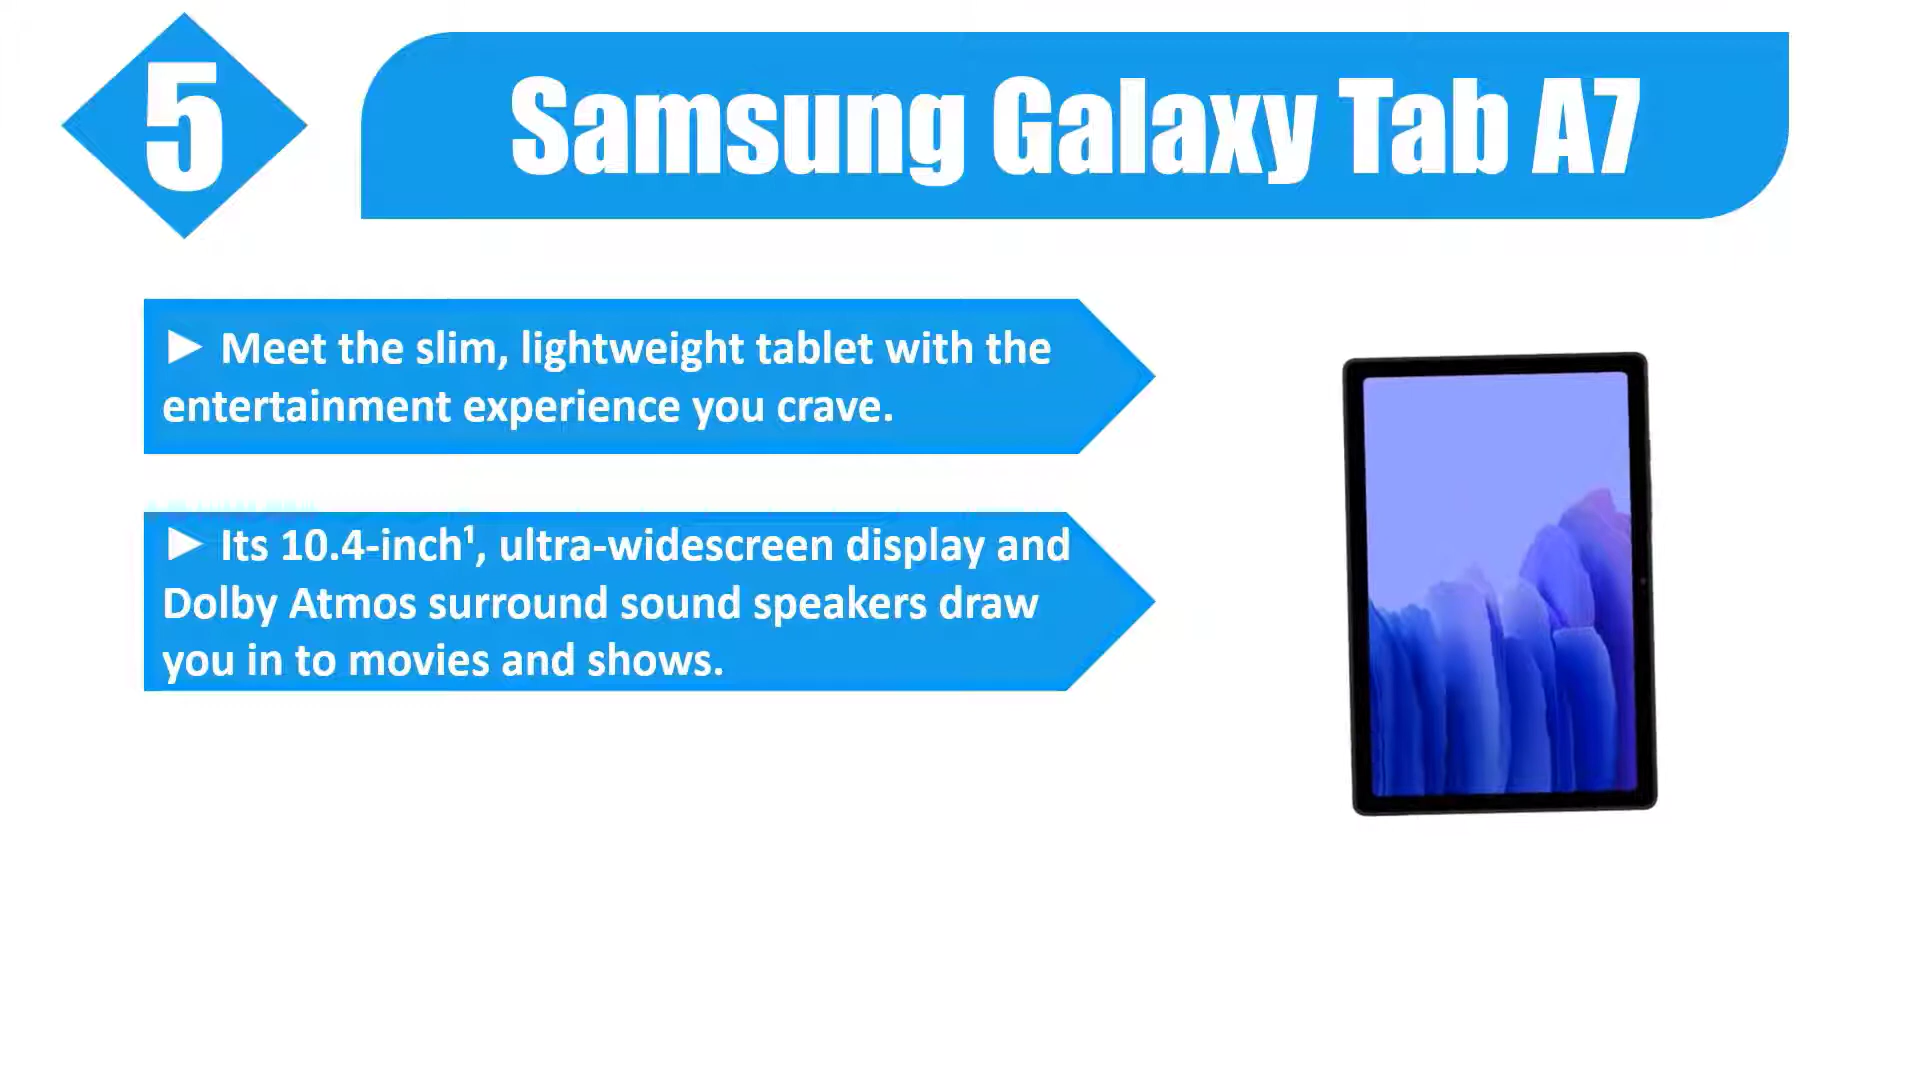 5
Samsung Galaxy Tab A7
► Meet the slim, lightweight tablet with the
entertainment experience you crave.
► Its 10.4-inch¹, ultra-widescreen display and
Dolby Atmos surround sound speakers draw
you in to movies and shows.